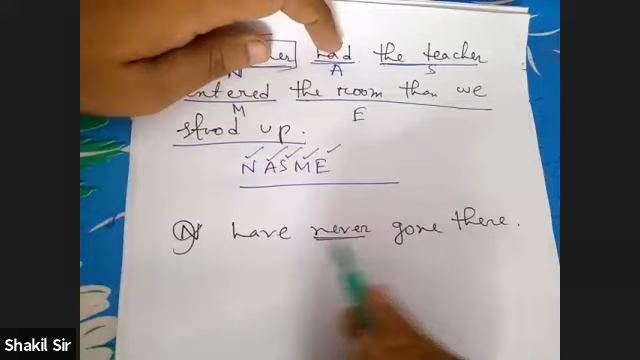 had the teacher
N A S
entered the room than we
M E
stood up.
NASME
have never gone there.
Shakil Sir